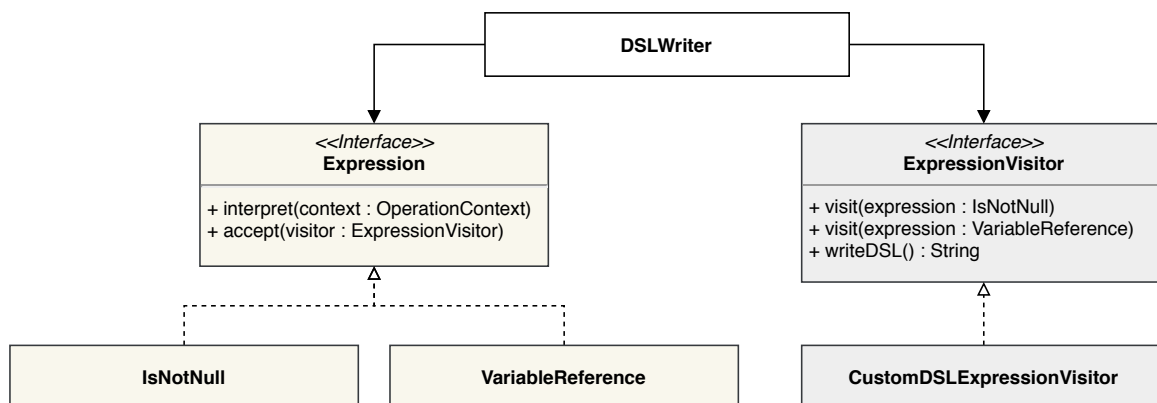 DSLWriter
<<Interface>>
Expression
+ interpret(context : OperationContext)
+ accept(visitor : ExpressionVisitor)
<<Interface>>
ExpressionVisitor
+ visit(expression : IsNotNull)
+ visit(expression : VariableReference)
+ writeDSL() : String
IsNotNull
VariableReference
CustomDSLExpressionVisitor